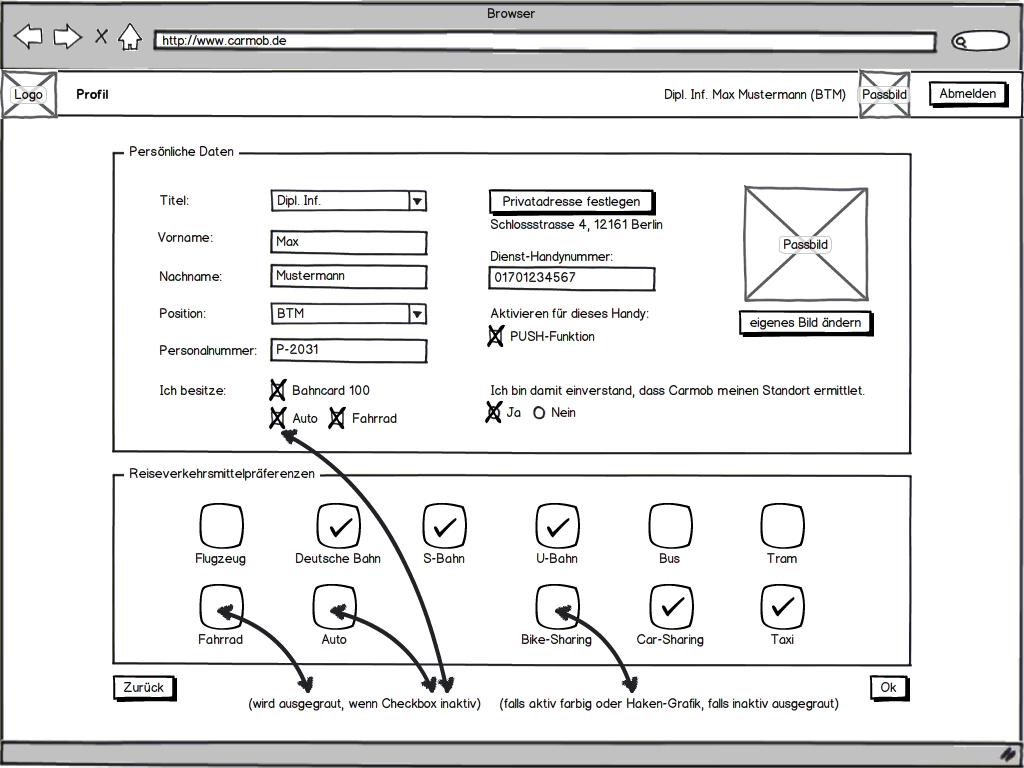 Browser
http://www.carmob.de
Logo
Profil
Dipl. Inf. Max Mustermann (BTM)
Passbild
Abmelden
Persönliche Daten
Titel:
Dipl. Inf.
Privatadresse festlegen
Schlossstrasse 4, 12161 Berlin
Vorname:
Max
Passbild
Dienst-Handynummer:
Nachname:
Mustermann
01701234567
Position:
BTM
Aktivieren für dieses Handy:
eigenes Bild ändern
PUSH-Funktion
Personalnummer:
P-2031
Ich besitze:
Bahncard 100
Ich bin damit einverstand, dass Carmob meinen Standort ermittlet.
Auto
Fahrrad
Ja
Nein
Reiseverkehrsmittelpräferenzen
Flugzeug
Deutsche Bahn
S-Bahn
U-Bahn
Bus
Tram
Fahrrad
Auto
Bike-Sharing
Car-Sharing
Taxi
Zurück
Ok
(wird ausgegraut, wenn Checkbox inaktiv)
(falls aktiv farbig oder Haken-Grafik, falls inaktiv ausgegraut)